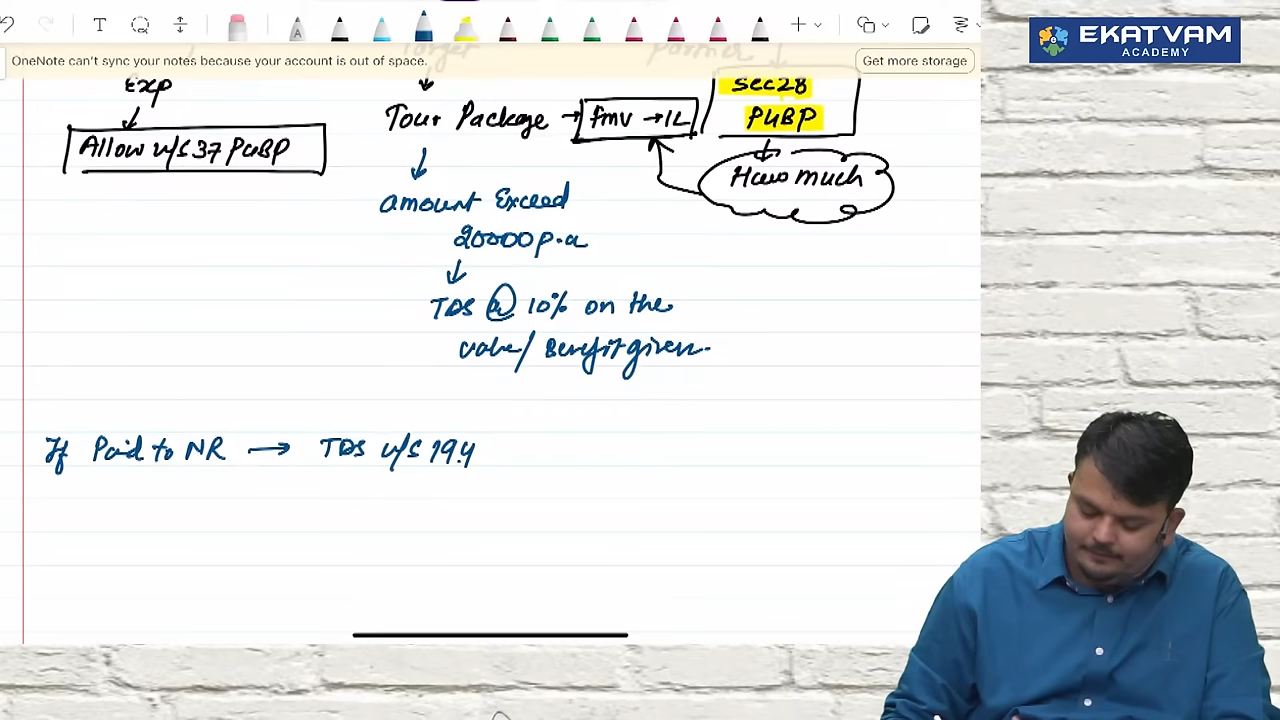 EKATVAM
ACADEMY
OneNote can't sync your notes because your account is out of space.
Get more storage
Exp
Allow u/s 37 PGBP
Tour Package → fmv → 1L
Sec 28
PGBP
How much
amount Exceed
20000 p.a
TDS @ 10% on the
value/ Benefit given.
If Paid to NR → TDS u/s 194